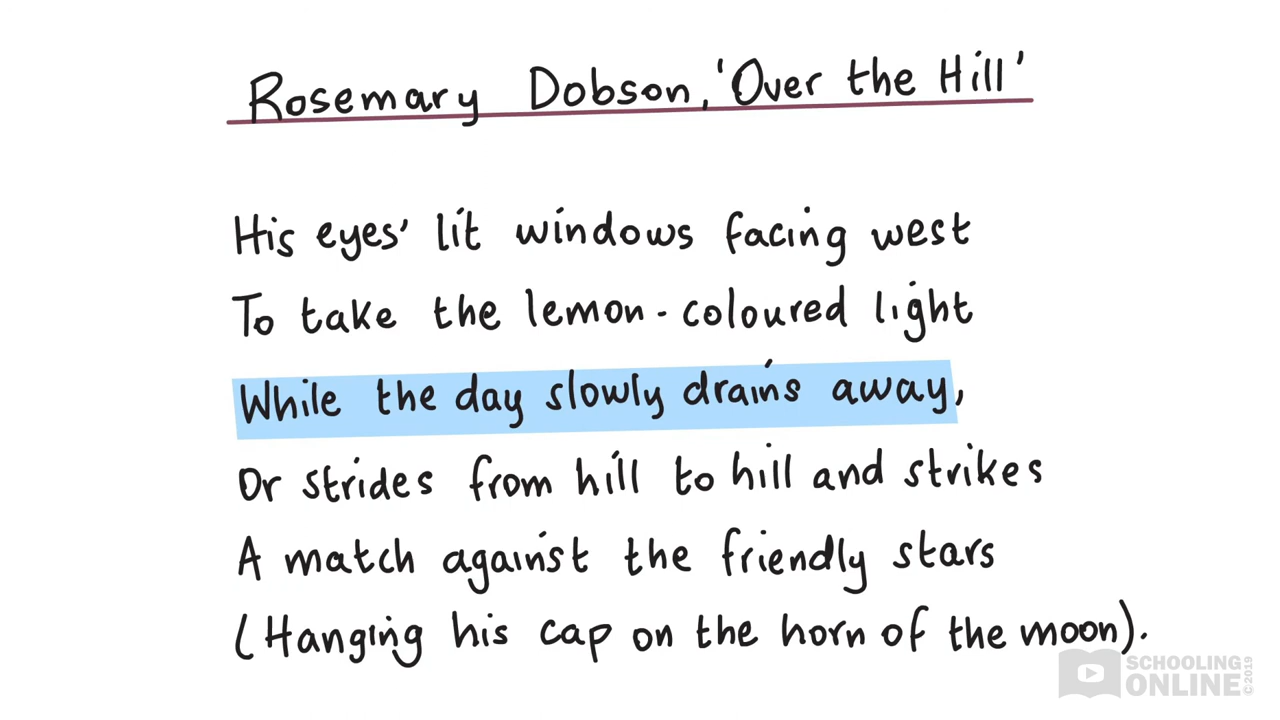 Rosemary Dobson, 'Over the Hill'
His eyes' lit windows facing west
To take the lemon-coloured light
While the day slowly drains away,
Or strides from hill to hill and strikes
A match against the friendly stars
(Hanging his cap on the horn of the moon).
SCHOOLING
ONLINE
©2019